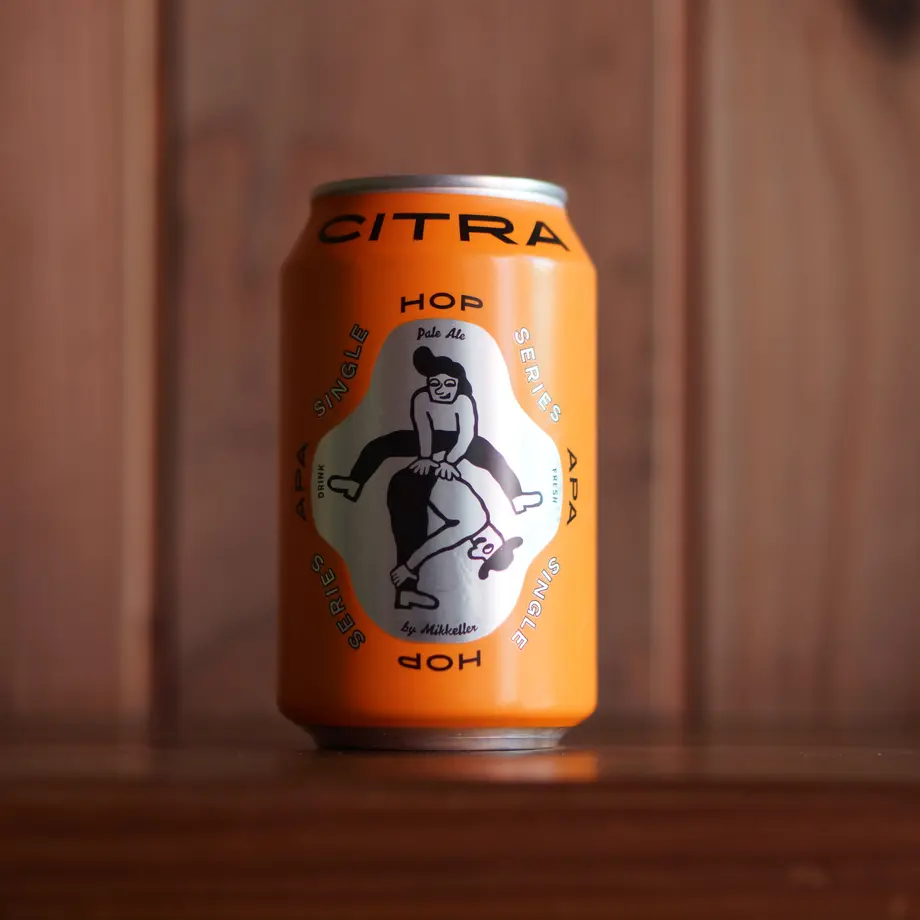 CITRA
HOP
Pale Ale
SINGLE
SERIES
APA
DRINK
FRESH
APA
SERIES
SINGLE
by Mikkeller
HOP